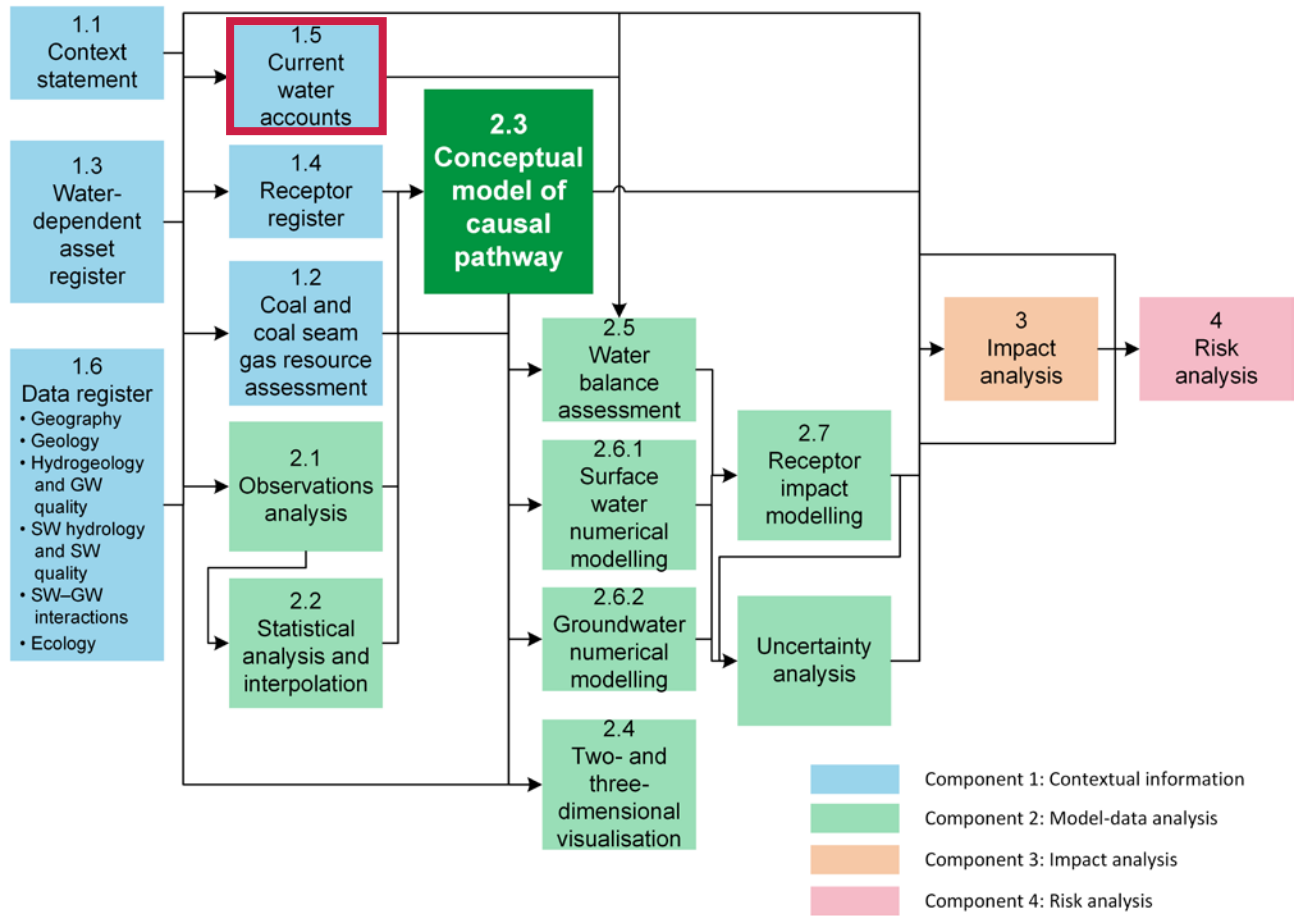 1.1
Context
statement
1.5
Current
water
accounts
1.3
Water-
dependent
asset
register
1.4
Receptor
register
2.3
Conceptual
model of
causal
pathway
1.2
Coal and
coal seam
gas resource
assessment
1.6
Data register
• Geography
• Geology
• Hydrogeology
and GW
quality
• SW hydrology
and SW
quality
• SW–GW
interactions
• Ecology
2.1
Observations
analysis
2.2
Statistical
analysis and
interpolation
2.5
Water
balance
assessment
2.6.1
Surface
water
numerical
modelling
2.6.2
Groundwater
numerical
modelling
2.4
Two- and
three-
dimensional
visualisation
2.7
Receptor
impact
modelling
Uncertainty
analysis
3
Impact
analysis
4
Risk
analysis
Component 1: Contextual information
Component 2: Model-data analysis
Component 3: Impact analysis
Component 4: Risk analysis